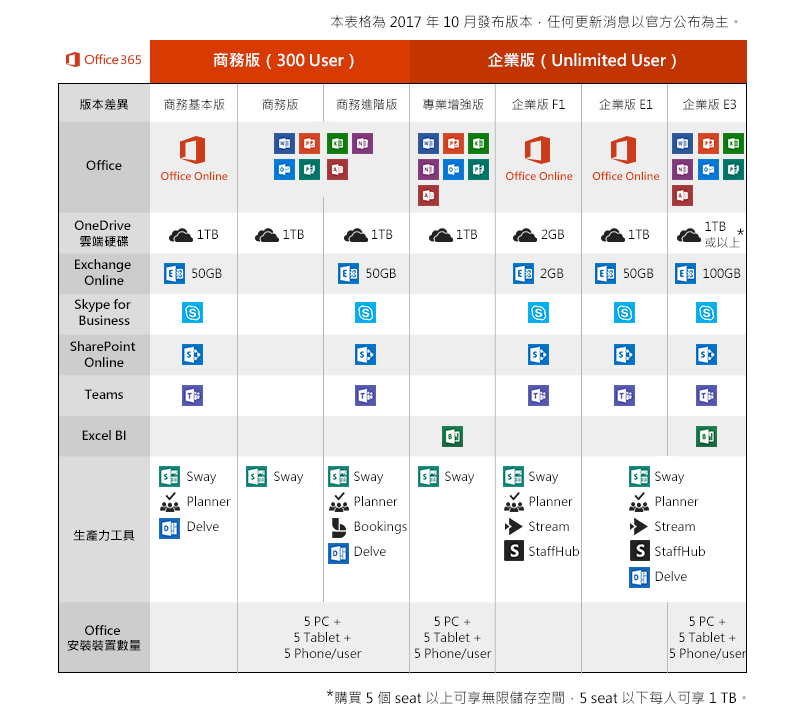 本表格為 2017 年 10 月發布版本，任何更新消息以官方公布為主。
Office 365 商務版（300 User） 企業版（Unlimited User）
版本差異 商務基本版 商務版 商務進階版 專業增強版 企業版 F1 企業版 E1 企業版 E3
Office Office Online Office Online Office Online
OneDrive
雲端硬碟 1TB 1TB 1TB 1TB 2GB 1TB 1TB
或以上*
Exchange
Online 50GB 50GB 2GB 50GB 100GB
Skype for
Business
SharePoint
Online
Teams
Excel BI
生產力工具
Sway Sway Sway Sway Sway Sway
Planner Planner Planner Planner
Delve Bookings Stream Stream
Delve StaffHub StaffHub
Delve
Office
安裝裝置數量
5 PC + 5 PC + 5 PC +
5 Tablet + 5 Tablet + 5 Tablet +
5 Phone/user 5 Phone/user 5 Phone/user
*購買 5 個 seat 以上可享無限儲存空間，5 seat 以下每人可享 1 TB。